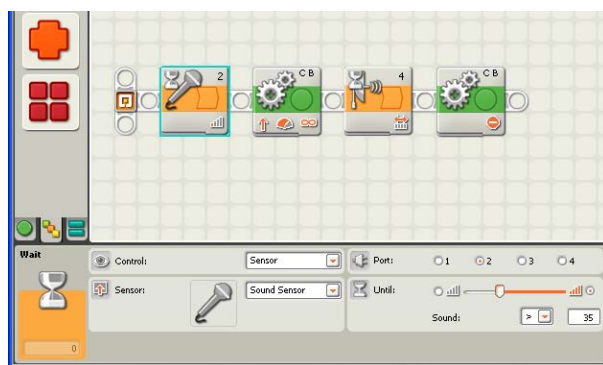 2 C B 4 C B
Wait
Control: Sensor Port: 1 2 3 4
Sensor: Sound Sensor Until:
Sound: > 35
0